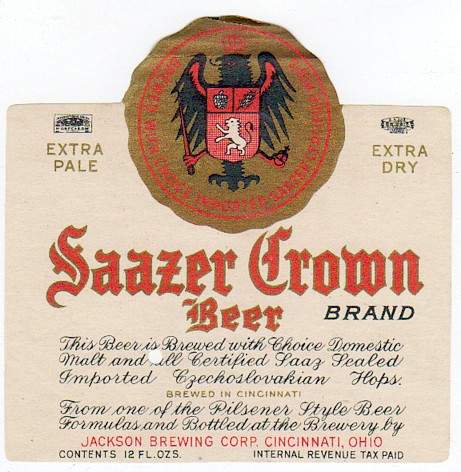 EXTRA
PALE
EXTRA
DRY
Saazer Crown
Beer BRAND
This Beer is Brewed with Choice Domestic
Malt and All Certified Saaz Sealed
Imported Czechoslovakian Hops.
BREWED IN CINCINNATI
From one of the Pilsener Style Beer
Formulas and Bottled at the Brewery by
JACKSON BREWING CORP. CINCINNATI, OHIO
CONTENTS 12 FL. OZS. INTERNAL REVENUE TAX PAID